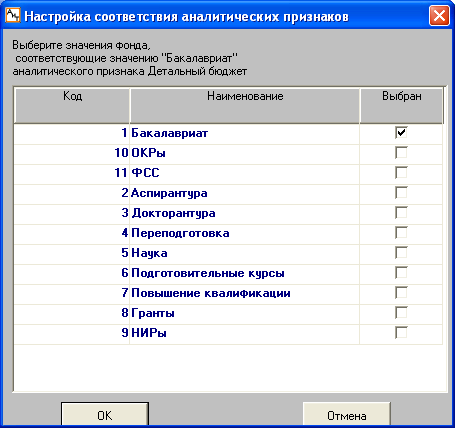 Настройка соответствия аналитических признаков
Выберите значения Фонда,
соответствующие значению "Бакалавриат"
аналитического признака Детальный бюджет
Код Наименование Выбран
1 Бакалавриат
10 ОКРы
11 ФСС
2 Аспирантура
3 Докторантура
4 Переподготовка
5 Наука
6 Подготовительные курсы
7 Повышение квалификации
8 Гранты
9 НИРы
OK Отмена